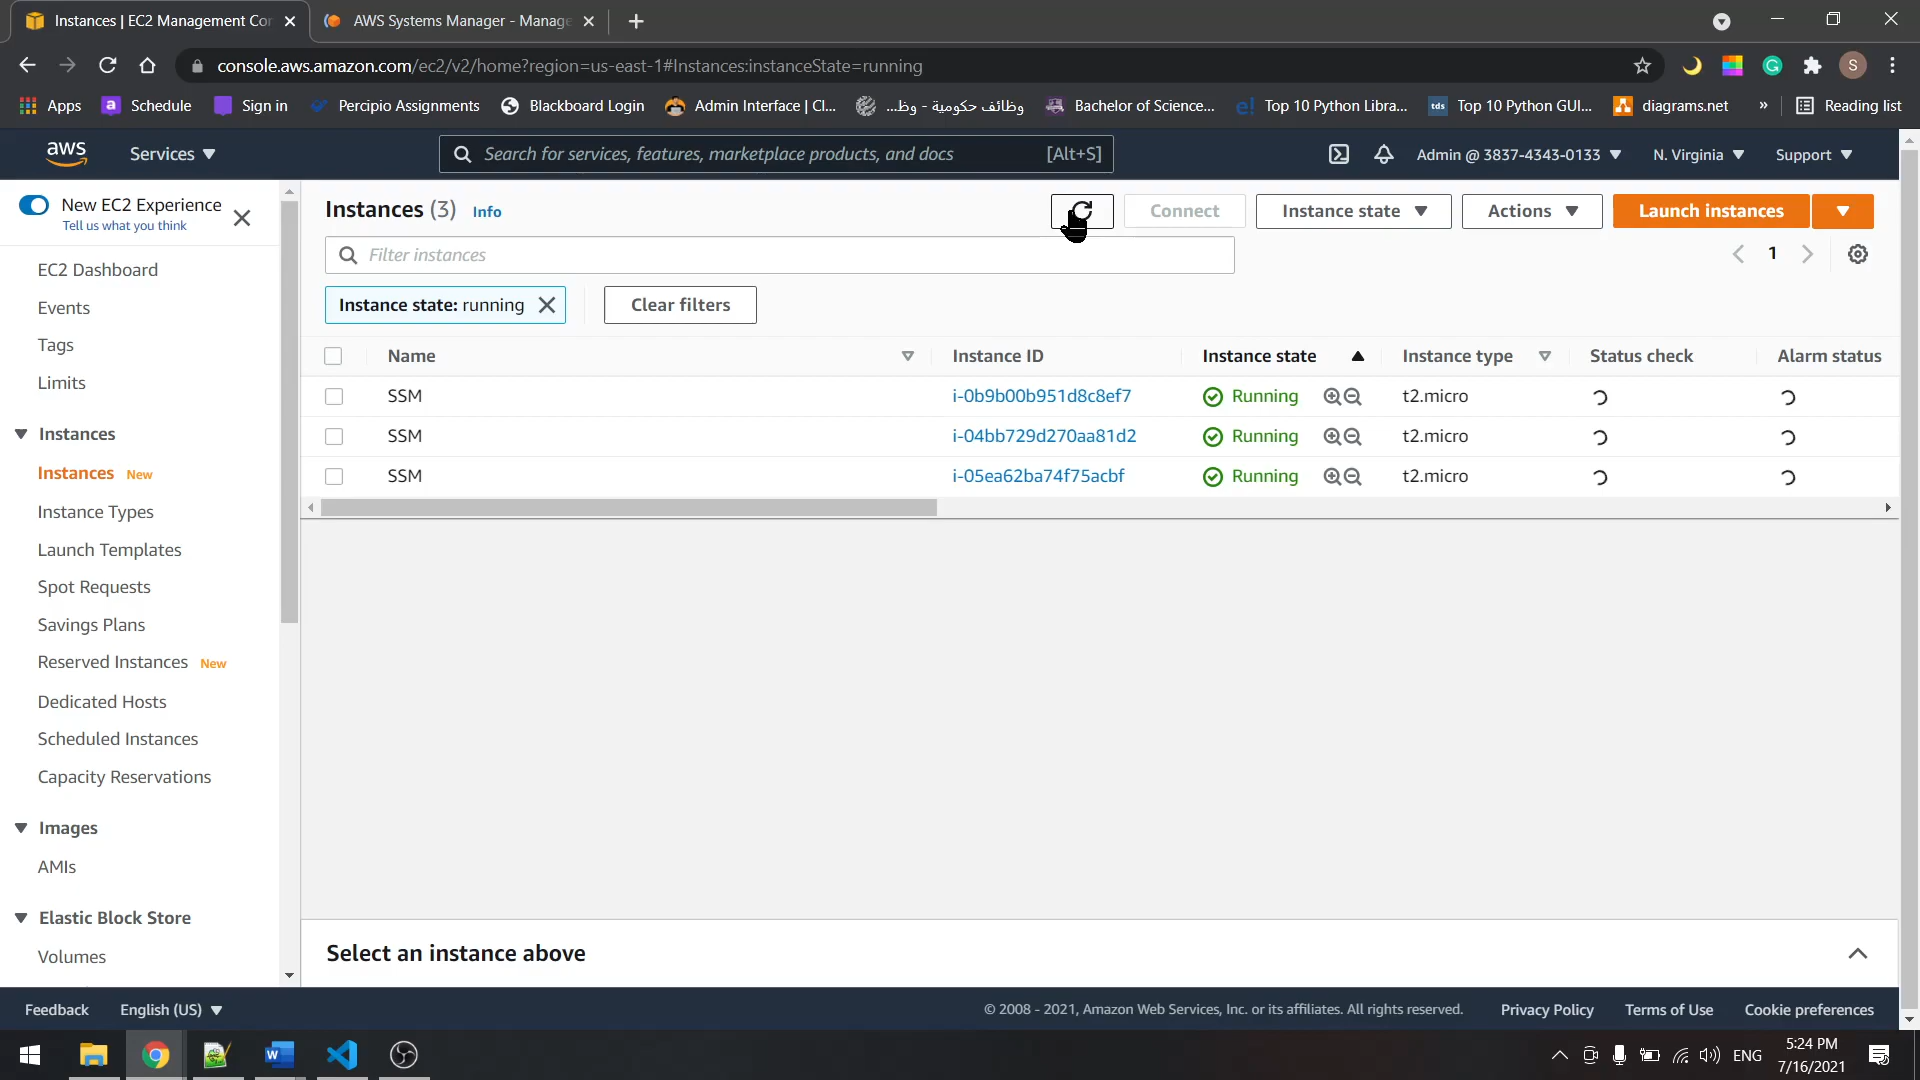 Instances | EC2 Management Con
AWS Systems Manager - Manage
console.aws.amazon.com/ec2/v2/home?region=us-east-1#Instances:instanceState=running
S
Apps
a Schedule
Sign in
Percipio Assignments
Blackboard Login
Admin Interface | Cl...
وظائف حكومية - وظ...
Bachelor of Science...
e! Top 10 Python Libra...
tds Top 10 Python GUI...
diagrams.net
»
Reading list
aws
Services
Search for services, features, marketplace products, and docs [Alt+S]
Admin @ 3837-4343-0133
N. Virginia
Support
New EC2 Experience
Tell us what you think
EC2 Dashboard
Events
Tags
Limits
Instances
Instances New
Instance Types
Launch Templates
Spot Requests
Savings Plans
Reserved Instances New
Dedicated Hosts
Scheduled Instances
Capacity Reservations
Images
AMIs
Elastic Block Store
Volumes
Instances (3) Info
Connect
Instance state
Actions
Launch instances
Filter instances
1
Instance state: running
Clear filters
Name Instance ID Instance state Instance type Status check Alarm status
SSM i-0b9b00b951d8c8ef7 Running t2.micro
SSM i-04bb729d270aa81d2 Running t2.micro
SSM i-05ea62ba74f75acbf Running t2.micro
Select an instance above
Feedback English (US) © 2008 - 2021, Amazon Web Services, Inc. or its affiliates. All rights reserved. Privacy Policy Terms of Use Cookie preferences
W
ENG
5:24 PM
7/16/2021